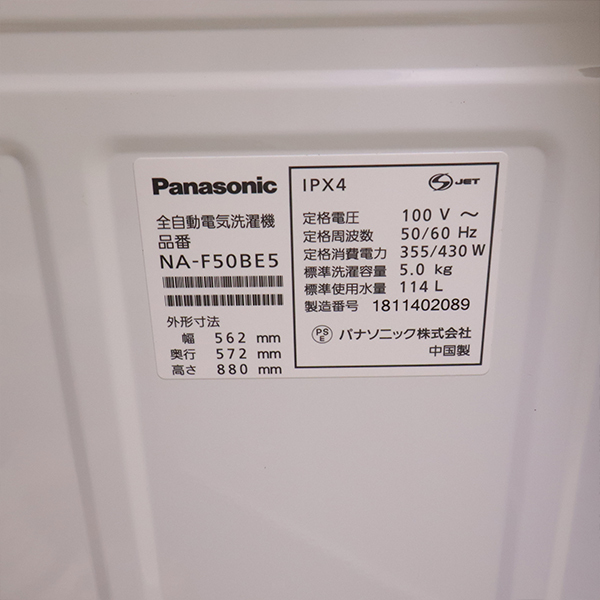 Panasonic
全自動電気洗濯機
品番
NA-F50BE5
外形寸法
幅 562 mm
奥行 572 mm
高さ 880 mm
IPX4
S JET
定格電圧 100 V ～
定格周波数 50/60 Hz
定格消費電力 355/430 W
標準洗濯容量 5.0 kg
標準使用水量 114 L
製造番号 1811402089
PSE パナソニック株式会社
中国製